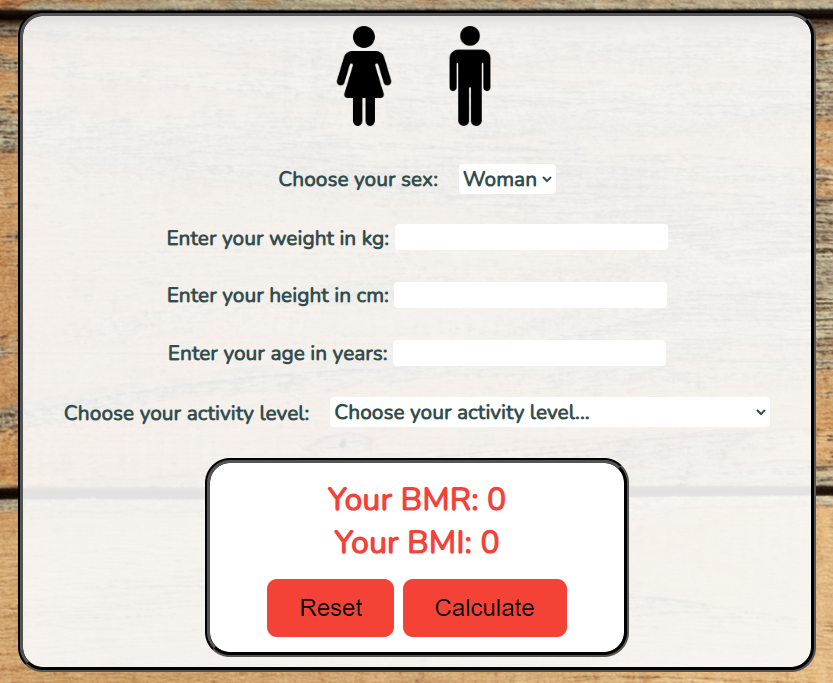 Choose your sex: Woman
Enter your weight in kg:
Enter your height in cm:
Enter your age in years:
Choose your activity level: Choose your activity level...
Your BMR: 0
Your BMI: 0
Reset Calculate